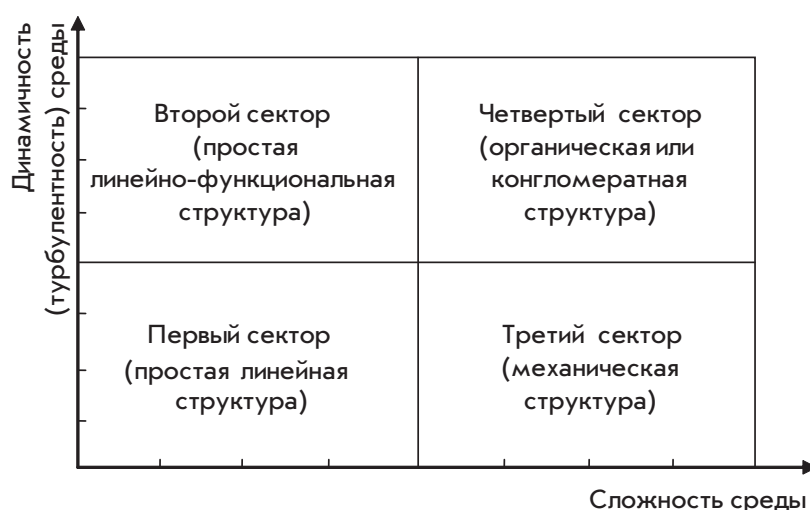 Динамичность
(турбулентность) среды
Второй сектор
(простая
линейно-функциональная
структура)
Четвертый сектор
(органическая или
конгломератная
структура)
Первый сектор
(простая линейная
структура)
Третий сектор
(механическая
структура)
Сложность среды